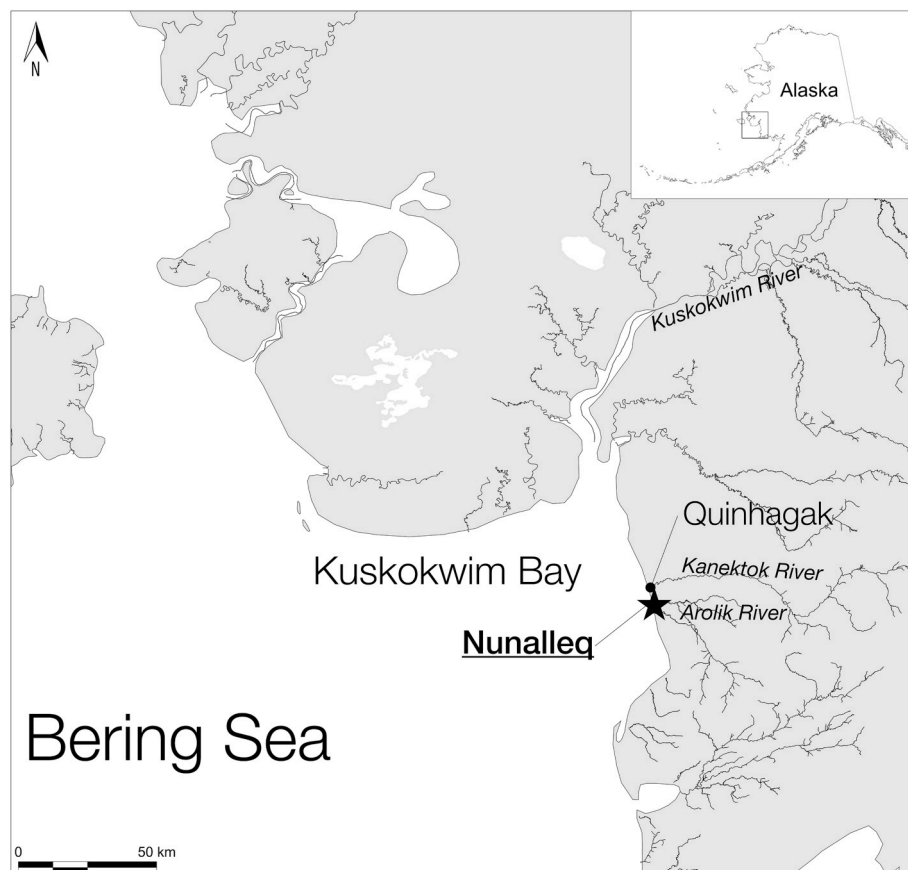 N
Alaska
Kuskokwim River
Quinhagak
Kuskokwim Bay
Kanektok River
Arolik River
Nunalleq
Bering Sea
0 50 km